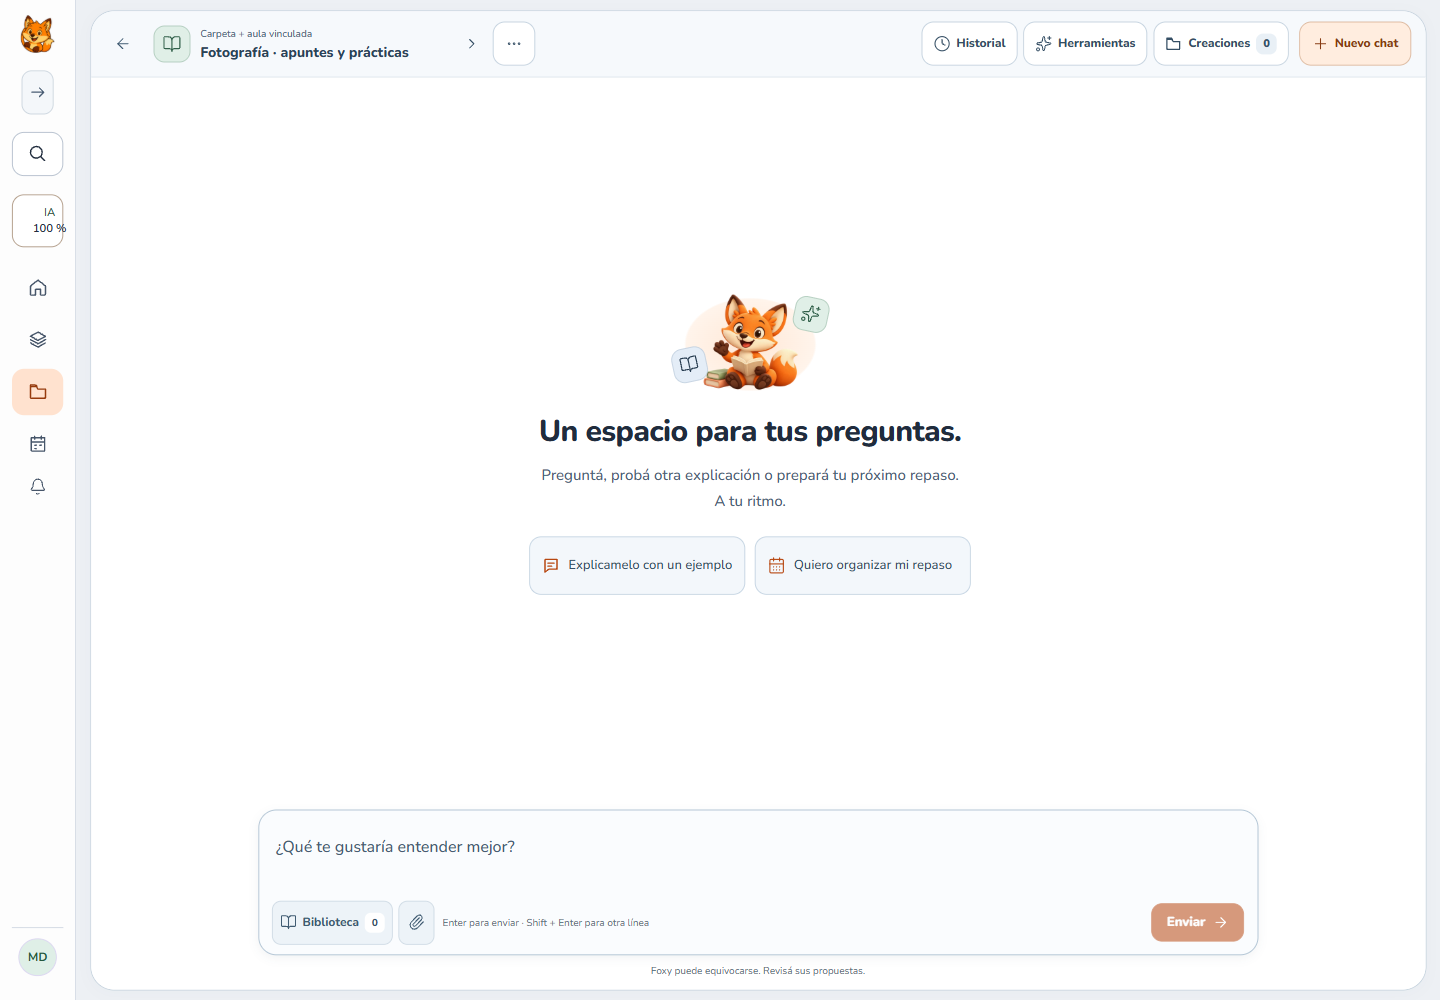 Carpeta + aula vinculada
Fotografía · apuntes y prácticas
Historial
Herramientas
Creaciones 0
Nuevo chat
IA
100 %
Un espacio para tus preguntas.
Preguntá, probá otra explicación o prepará tu próximo repaso.
A tu ritmo.
Explicamelo con un ejemplo
Quiero organizar mi repaso
¿Qué te gustaría entender mejor?
Biblioteca 0
Enter para enviar · Shift + Enter para otra línea
Enviar
MD
Foxy puede equivocarse. Revisá sus propuestas.